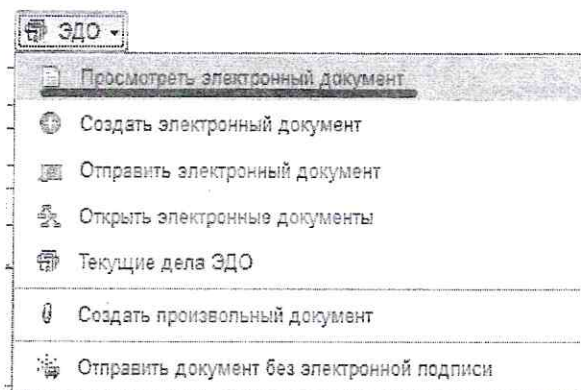 ЭДО
Просмотреть электронный документ
Создать электронный документ
Отправить электронный документ
Открыть электронные документы
Текущие дела ЭДО
Создать произвольный документ
Отправить документ без электронной подписи